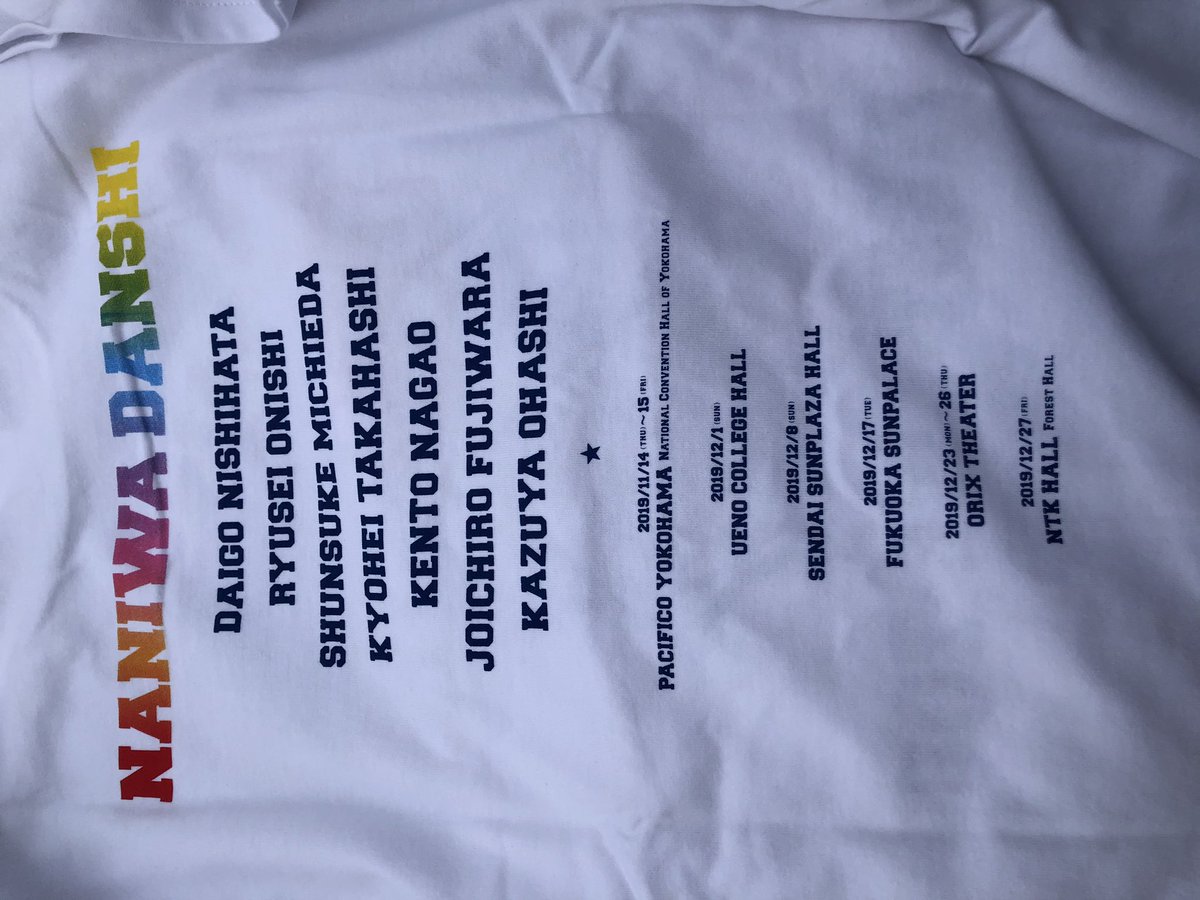 NANIWA DANSHI
DAIGO NISHIHATA
RYUSEI ONISHI
SHUNSUKE MICHIEDA
KYOHEI TAKAHASHI
KENTO NAGAO
JOICHIRO FUJIWARA
KAZUYA OHASHI
★
2019/11/14 (THU) ~ 15 (FRI)
PACIFICO YOKOHAMA NATIONAL CONVENTION HALL OF YOKOHAMA
2019/12/1 (SUN)
UENO COLLEGE HALL
2019/12/8 (SUN)
SENDAI SUNPLAZA HALL
2019/12/17 (TUE)
FUKUOKA SUNPALACE
2019/12/23 (MON) ~ 26 (THU)
ORIX THEATER
2019/12/27 (FRI)
NTK HALL FOREST HALL